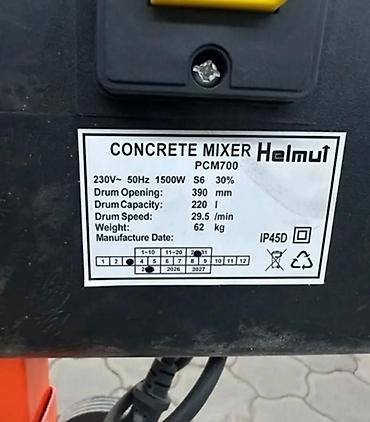 CONCRETE MIXER Helmut
PCM700
230V~ 50Hz 1500W S6 30%
Drum Opening: 390 mm
Drum Capacity: 220 l
Drum Speed: 29.5 /min
Weight: 62 kg
Manufacture Date: IP45D
1~10 11~20
1 2 4 5 6 7 8 9 10 11 12
2026 2027